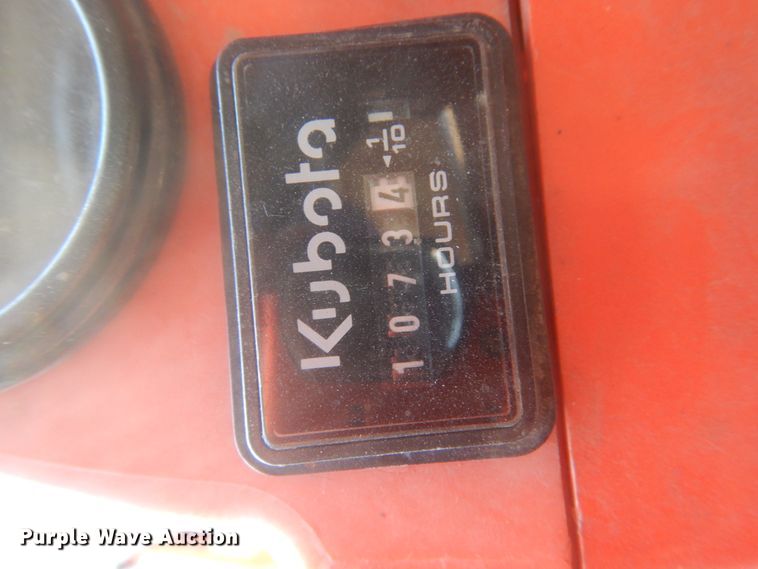 Kubota
10734 ◄ 1/10
HOURS
Purple Wave Auction